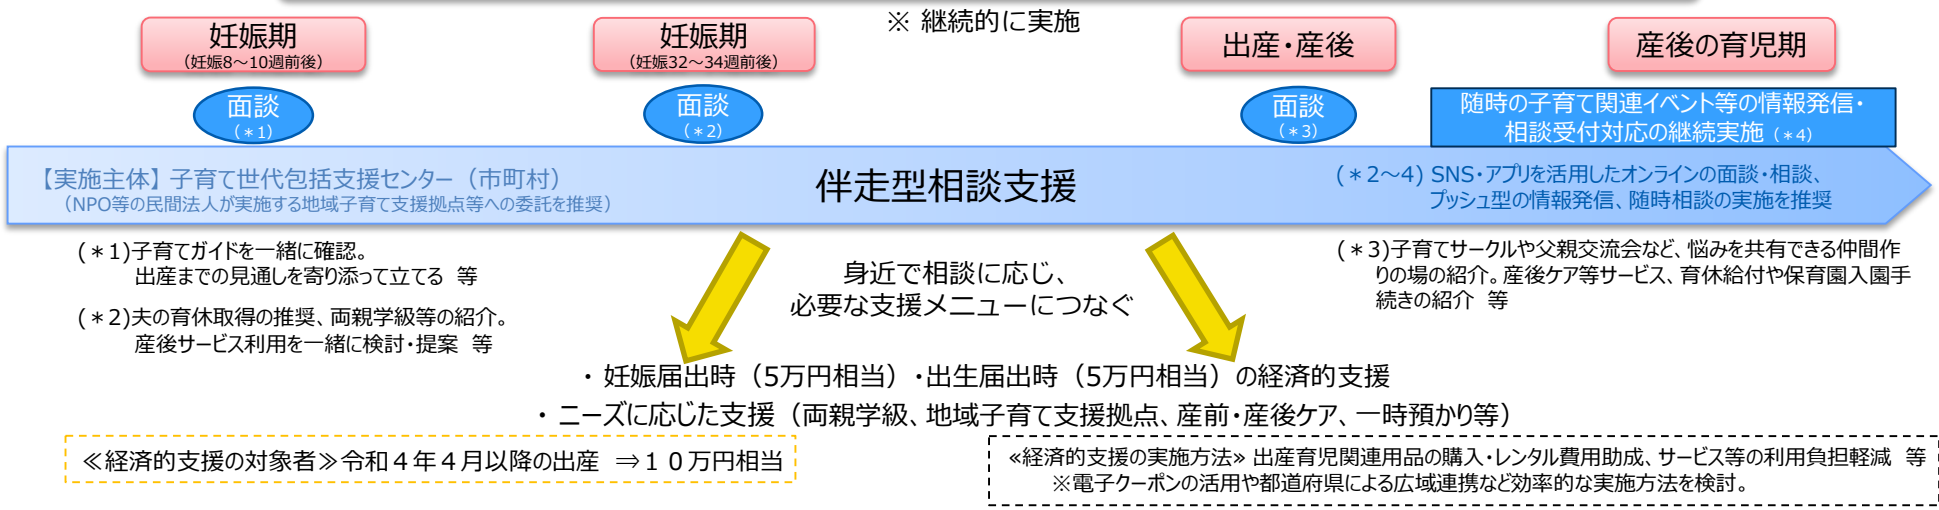 ※ 継続的に実施
妊娠期
（妊娠8～10週前後）
妊娠期
（妊娠32～34週前後）
出産・産後
産後の育児期
面談
（＊1）
面談
（＊2）
面談
（＊3）
随時の子育て関連イベント等の情報発信・
相談受付対応の継続実施（＊4）
【実施主体】子育て世代包括支援センター（市町村）
（NPO等の民間法人が実施する地域子育て支援拠点等への委託を推奨）
伴走型相談支援
(＊2～4) SNS・アプリを活用したオンラインの面談・相談、
プッシュ型の情報発信、随時相談の実施を推奨
(＊1)子育てガイドを一緒に確認。
出産までの見通しを寄り添って立てる 等
(＊2)夫の育休取得の推奨、両親学級等の紹介。
産後サービス利用を一緒に検討・提案 等
身近で相談に応じ、
必要な支援メニューにつなぐ
(＊3)子育てサークルや父親交流会など、悩みを共有できる仲間作
りの場の紹介。産後ケア等サービス、育休給付や保育園入園手
続きの紹介 等
・ 妊娠届出時（5万円相当）・出生届出時（5万円相当）の経済的支援
・ ニーズに応じた支援（両親学級、地域子育て支援拠点、産前・産後ケア、一時預かり等）
≪経済的支援の対象者≫令和４年４月以降の出産 ⇒１０万円相当
≪経済的支援の実施方法≫ 出産育児関連用品の購入・レンタル費用助成、サービス等の利用負担軽減 等
※電子クーポンの活用や都道府県による広域連携など効率的な実施方法を検討。